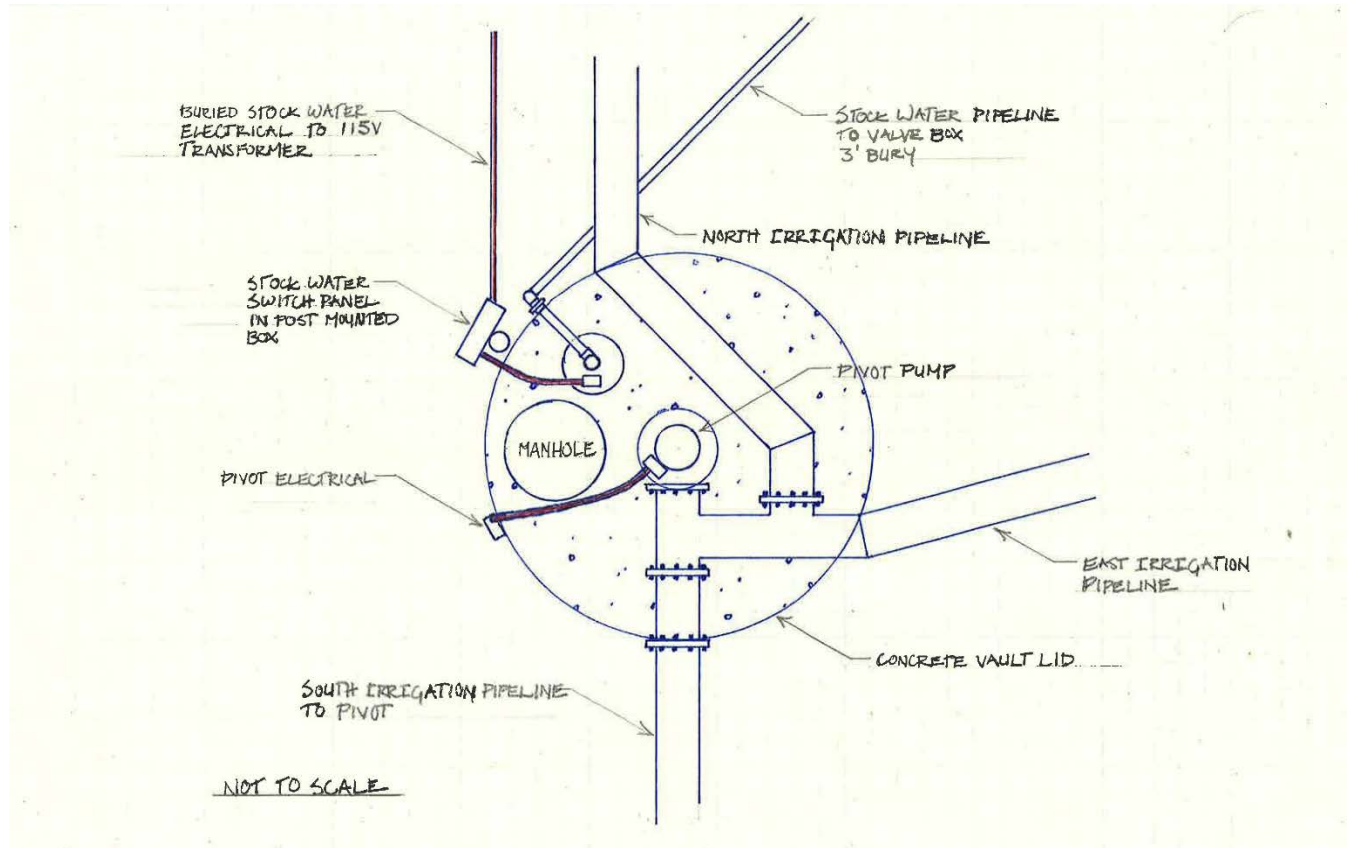 BURIED STOCK WATER
ELECTRICAL TO 115V
TRANSFORMER
STOCK WATER PIPELINE
TO VALVE BOX
3' BURY
NORTH IRRIGATION PIPELINE
STOCK WATER
SWITCH PANEL
IN POST MOUNTED
BOX
PIVOT PUMP
MANHOLE
PIVOT ELECTRICAL
EAST IRRIGATION
PIPELINE
CONCRETE VAULT LID
SOUTH IRRIGATION PIPELINE
TO PIVOT
NOT TO SCALE